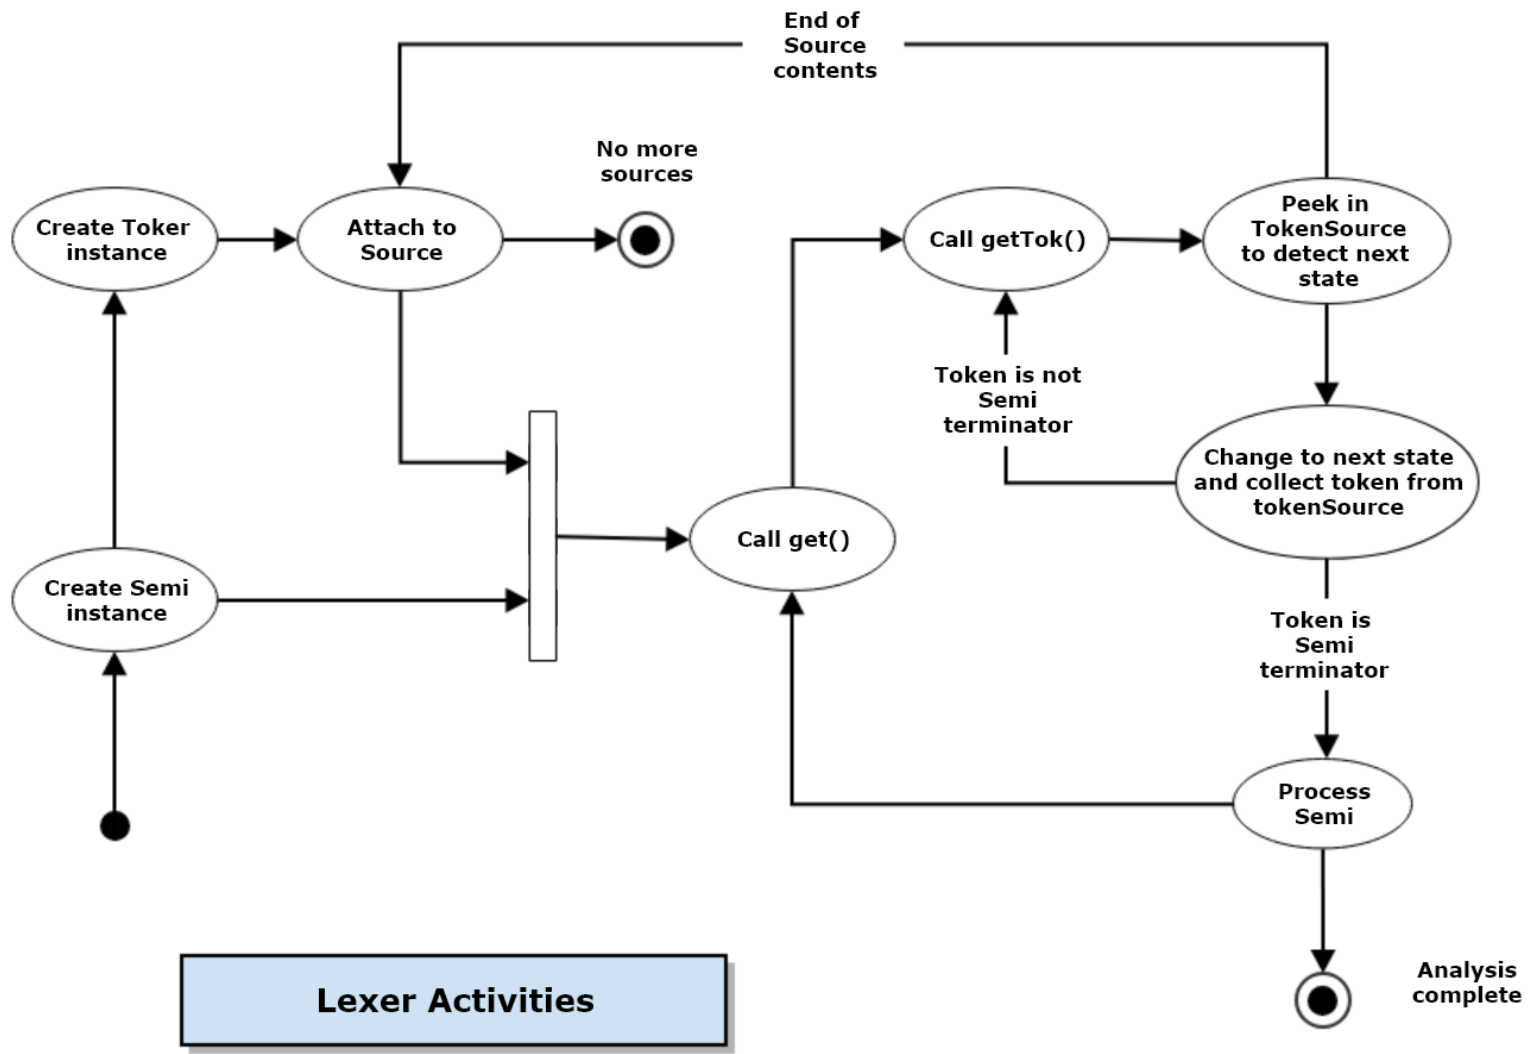 End of
Source
contents
No more
sources
Create Toker
instance
Attach to
Source
Call getTok()
Peek in
TokenSource
to detect next
state
Token is not
Semi
terminator
Change to next state
and collect token from
tokenSource
Call get()
Create Semi
instance
Token is
Semi
terminator
Process
Semi
Analysis
complete
Lexer Activities